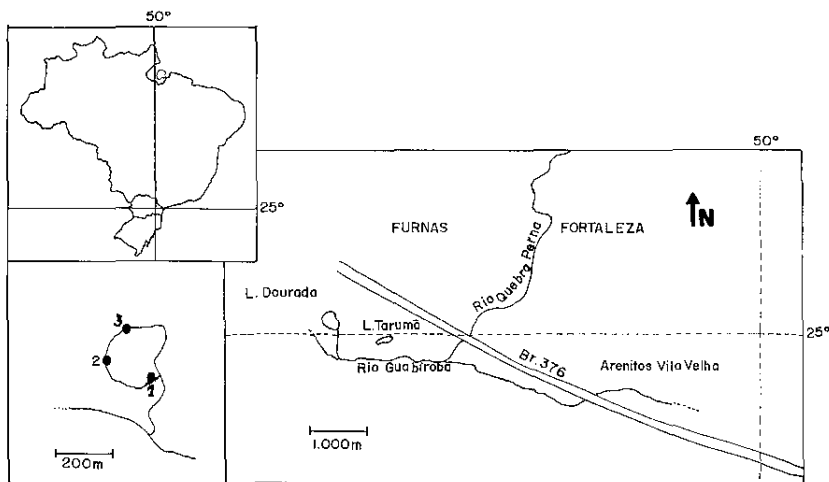 50°
25°
50°
N
FURNAS
FORTALEZA
Rio Quebra Perna
L. Dourada
L. Tarumã
25°
Rio Guabiroba
Br. 376
Arenitos Vila Velha
3
2
1
200m
1.000m